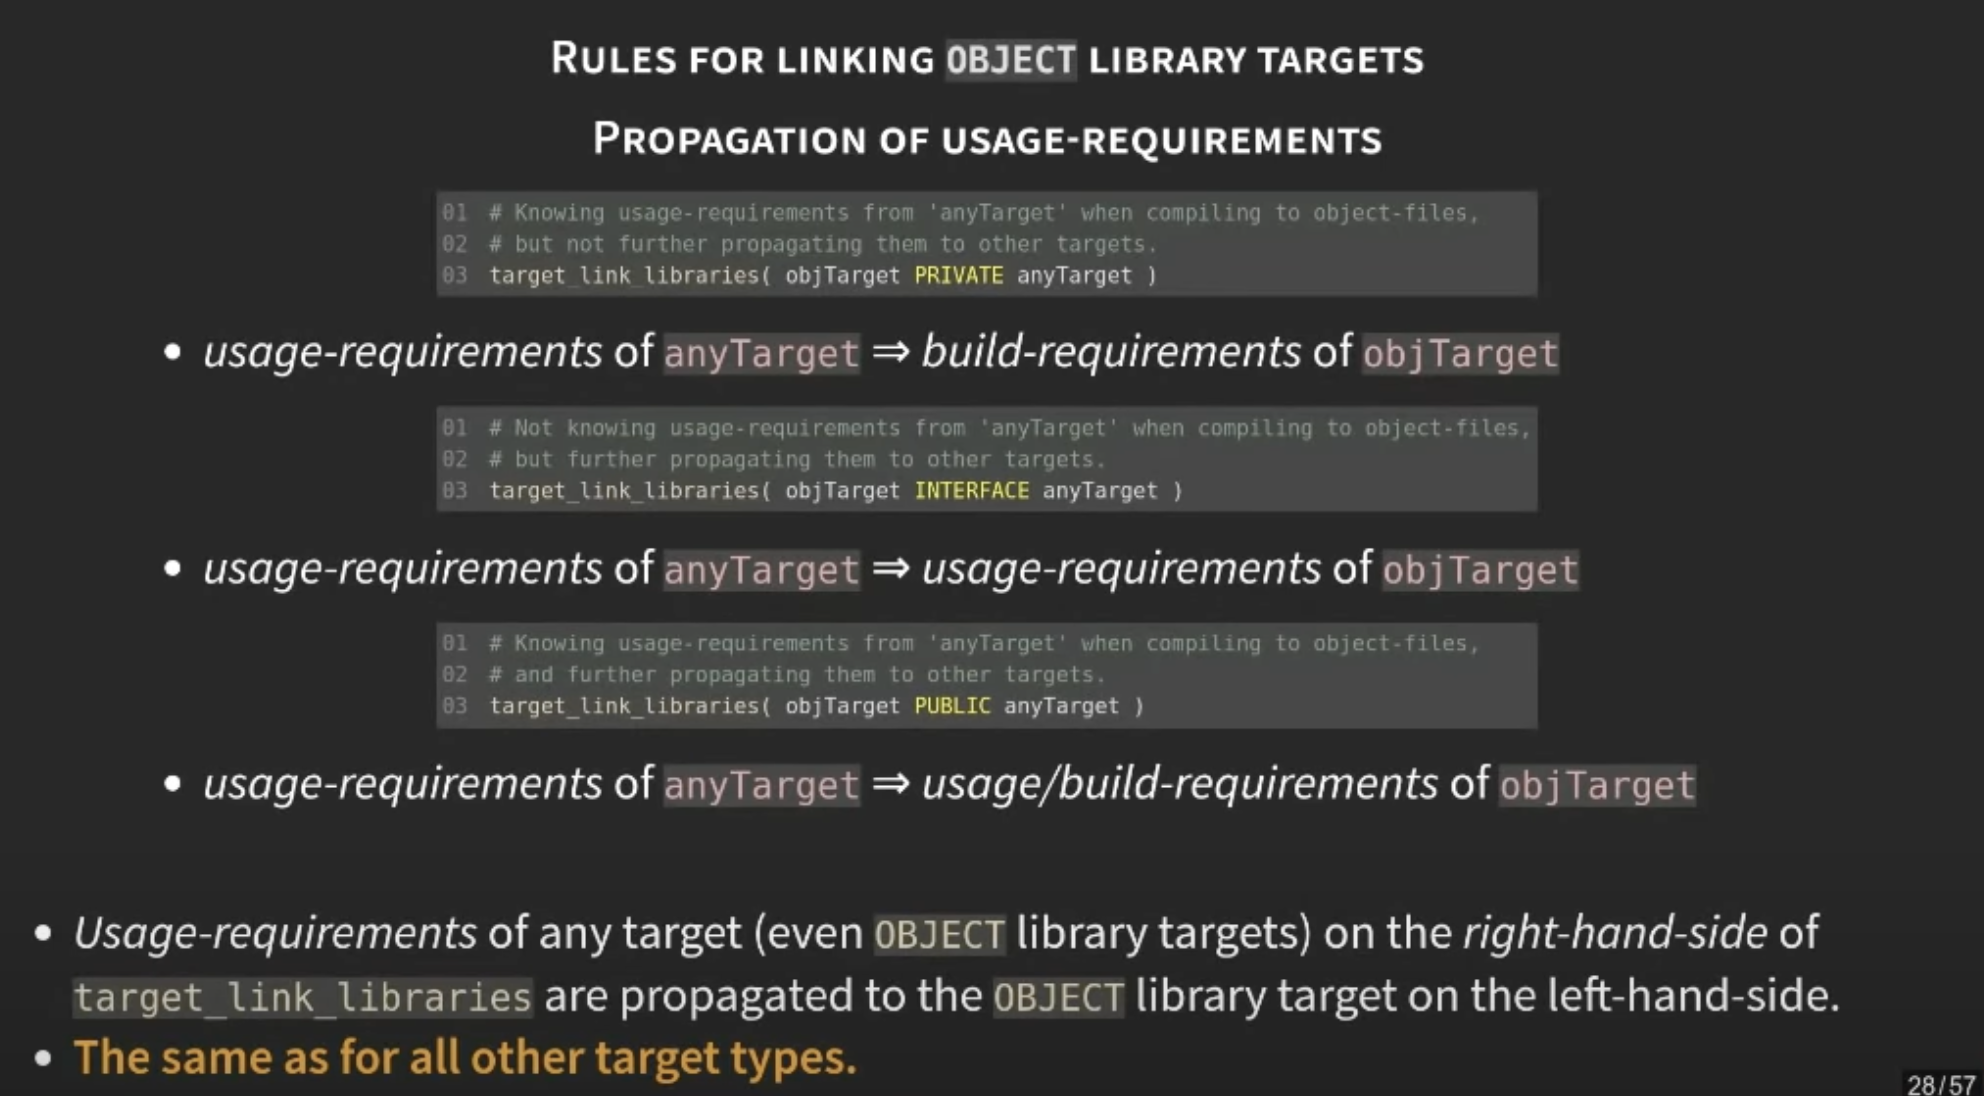 RULES FOR LINKING OBJECT LIBRARY TARGETS
PROPAGATION OF USAGE-REQUIREMENTS
01 # Knowing usage-requirements from 'anyTarget' when compiling to object-files,
02 # but not further propagating them to other targets.
03 target_link_libraries( objTarget PRIVATE anyTarget )
• usage-requirements of anyTarget ⇒ build-requirements of objTarget
01 # Not knowing usage-requirements from 'anyTarget' when compiling to object-files,
02 # but further propagating them to other targets.
03 target_link_libraries( objTarget INTERFACE anyTarget )
• usage-requirements of anyTarget ⇒ usage-requirements of objTarget
01 # Knowing usage-requirements from 'anyTarget' when compiling to object-files,
02 # and further propagating them to other targets.
03 target_link_libraries( objTarget PUBLIC anyTarget )
• usage-requirements of anyTarget ⇒ usage/build-requirements of objTarget
• Usage-requirements of any target (even OBJECT library targets) on the right-hand-side of
target_link_libraries are propagated to the OBJECT library target on the left-hand-side.
• The same as for all other target types.
28/57